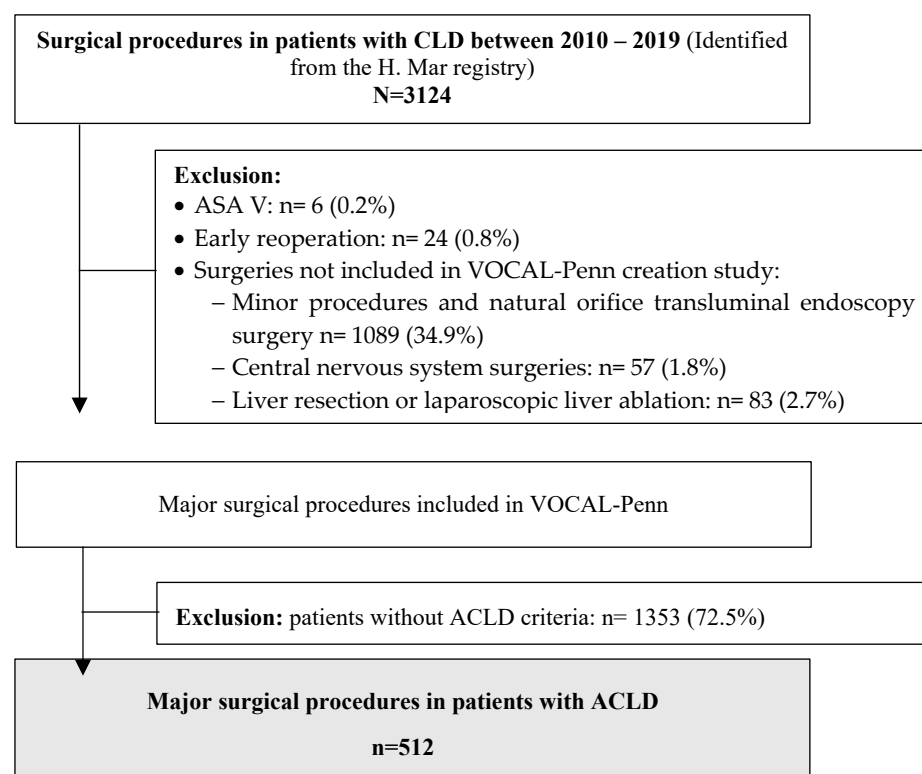 Surgical procedures in patients with CLD between 2010 – 2019 (Identified
from the H. Mar registry)
N=3124
Exclusion:
• ASA V: n= 6 (0.2%)
• Early reoperation: n= 24 (0.8%)
• Surgeries not included in VOCAL-Penn creation study:
– Minor procedures and natural orifice transluminal endoscopy
surgery n= 1089 (34.9%)
– Central nervous system surgeries: n= 57 (1.8%)
– Liver resection or laparoscopic liver ablation: n= 83 (2.7%)
Major surgical procedures included in VOCAL-Penn
Exclusion: patients without ACLD criteria: n= 1353 (72.5%)
Major surgical procedures in patients with ACLD
n=512